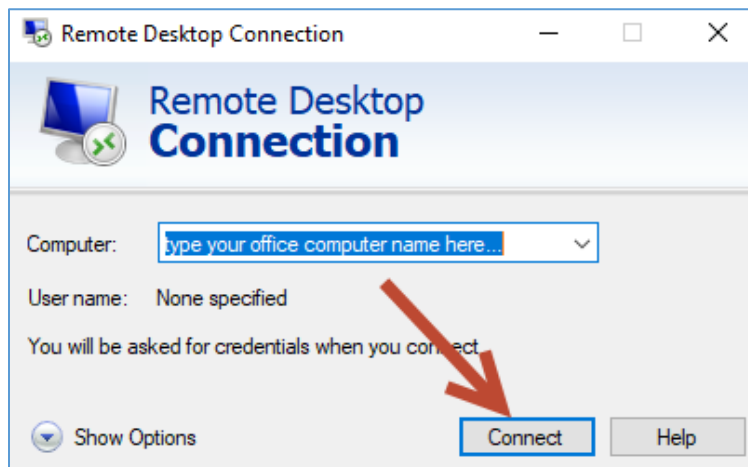 Remote Desktop Connection
Remote Desktop
Connection
Computer: type your office computer name here...
User name: None specified
You will be asked for credentials when you connect.
Show Options Connect Help